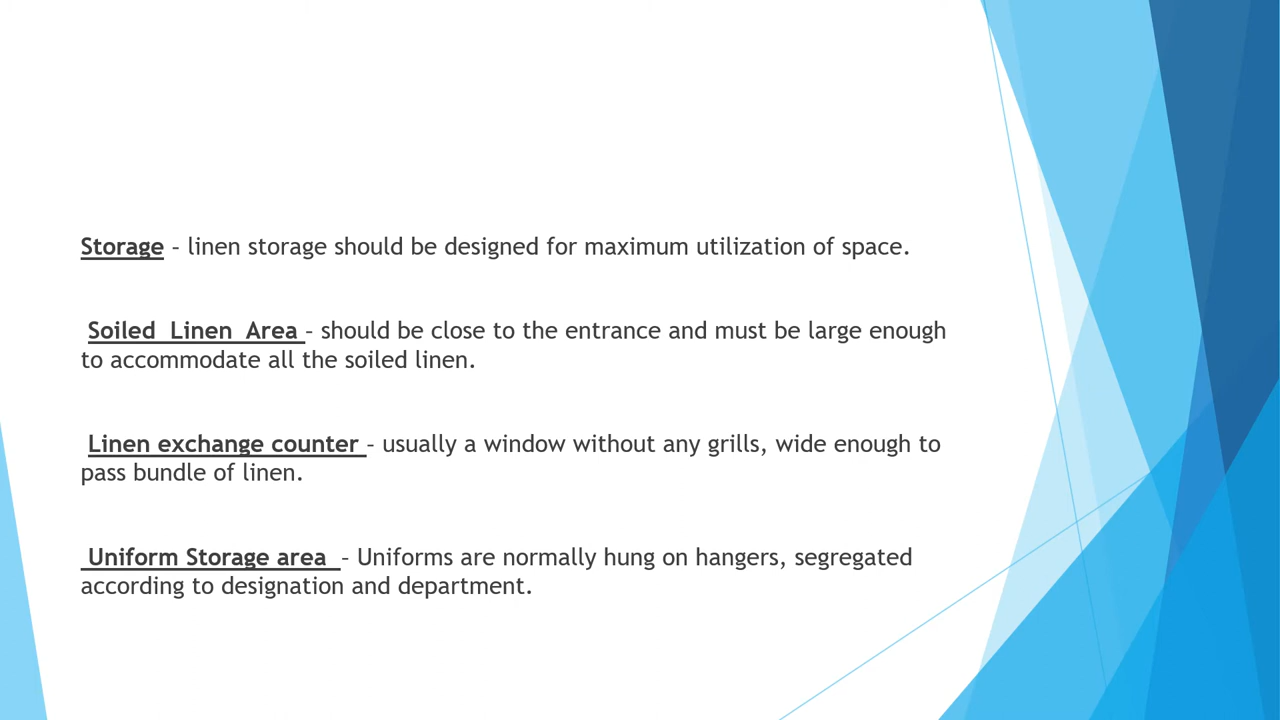 Storage – linen storage should be designed for maximum utilization of space.
Soiled Linen Area – should be close to the entrance and must be large enough
to accommodate all the soiled linen.
Linen exchange counter – usually a window without any grills, wide enough to
pass bundle of linen.
Uniform Storage area – Uniforms are normally hung on hangers, segregated
according to designation and department.